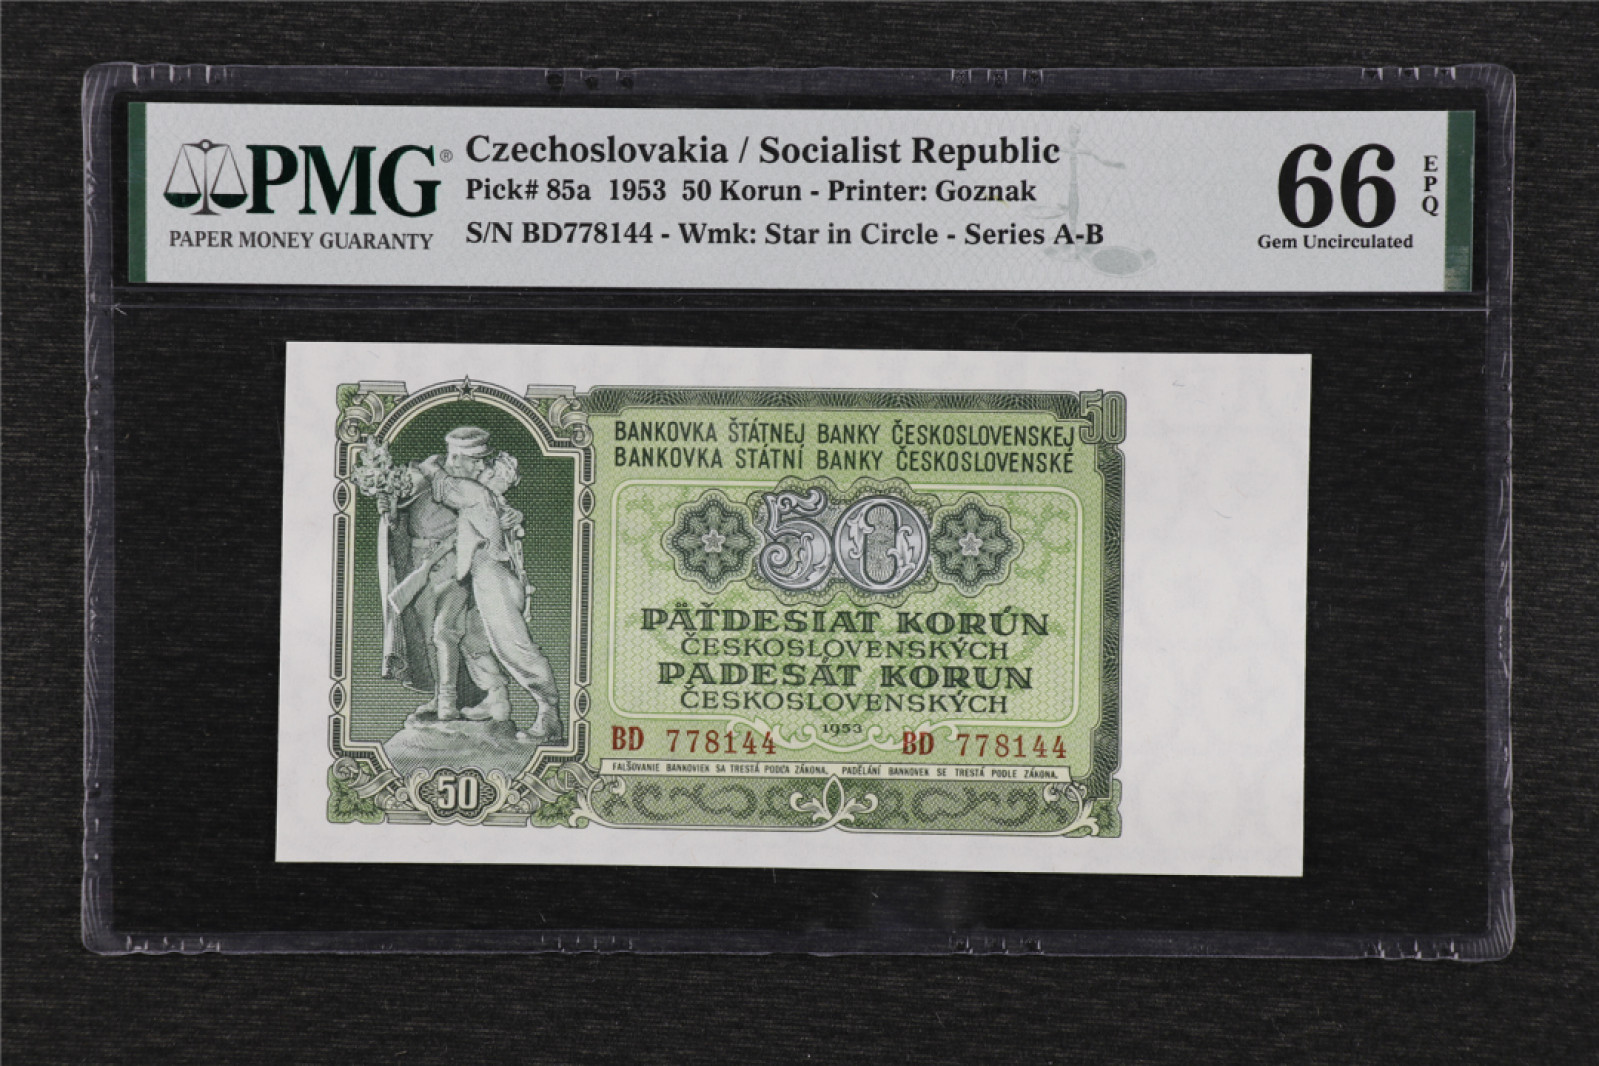 PMG®
PAPER MONEY GUARANTY
Czechoslovakia / Socialist Republic
Pick# 85a 1953 50 Korun - Printer: Goznak
S/N BD778144 - Wmk: Star in Circle - Series A-B
66
EPQ
Gem Uncirculated
50
BANKOVKA ŠTÁTNEJ BANKY ČESKOSLOVENSKEJ
BANKOVKA STÁTNÍ BANKY ČESKOSLOVENSKÉ
50
PÄŤDESIAT KORÚN
ČESKOSLOVENSKÝCH
PADESÁT KORUN
ČESKOSLOVENSKÝCH
1953
BD 778144 BD 778144
FALŠOVANIE BANKOVIEK SA TRESTÁ PODĽA ZÁKONA. PADĚLÁNÍ BANKOVEK SE TRESTÁ PODLE ZÁKONA.
50